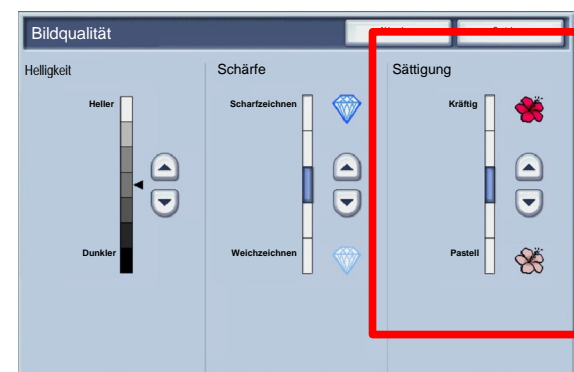 Bildqualität
Helligkeit
Heller
Dunkler
Schärfe
Scharfzeichnen
Weichzeichnen
Sättigung
Kräftig
Pastell